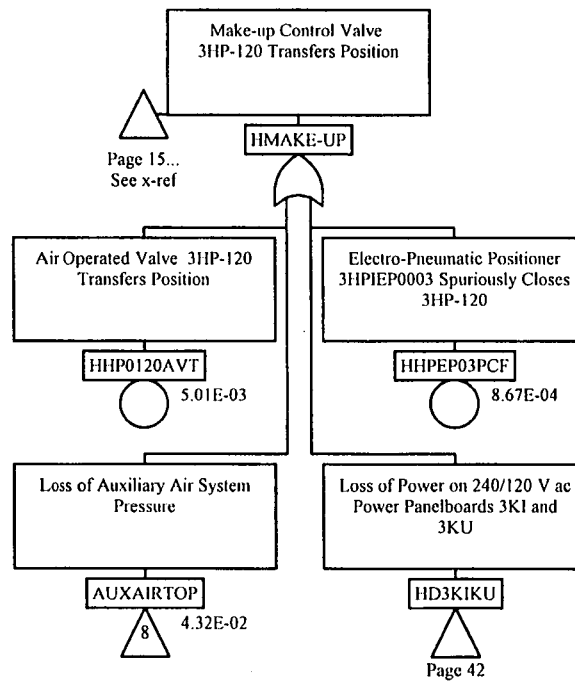 Make-up Control Valve
3HP-120 Transfers Position
HMAKE-UP
Page 15...
See x-ref
Air Operated Valve 3HP-120
Transfers Position
HHP0120AVT
5.01E-03
Electro-Pneumatic Positioner
3HPIEP0003 Spuriously Closes
3HP-120
HHPEP03PCF
8.67E-04
Loss of Auxiliary Air System
Pressure
AUXAIRTOP
8
4.32E-02
Loss of Power on 240/120 V ac
Power Panelboards 3KI and
3KU
HD3KIKU
Page 42